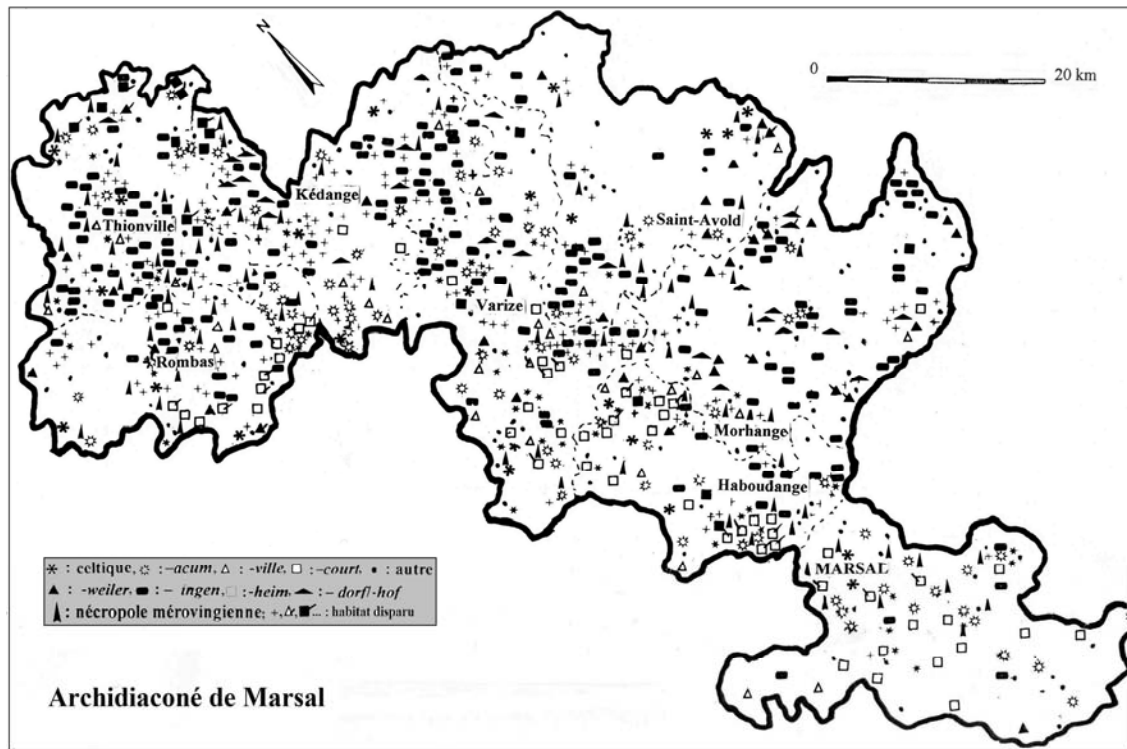 N
0 20 km
Kédange
Thionville
Saint-Avold
Varize
Rombas
Morhange
Haboudange
MARSAL
: celtique, : –acum, : -ville, : –court, : autre
: -weiler, : – ingen, : -heim, : – dorf/-hof
: nécropole mérovingienne; +, , ... : habitat disparu
Archidiaconé de Marsal